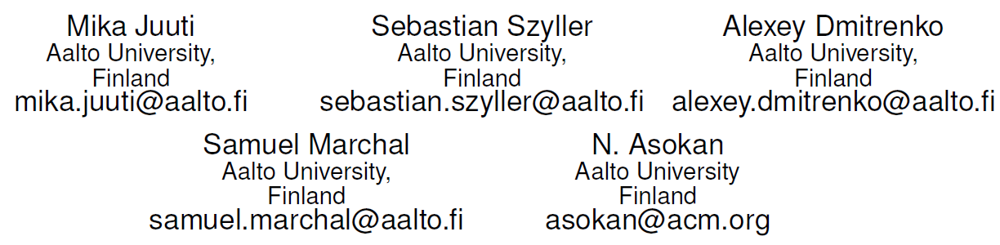 Mika Juuti
Aalto University,
Finland
mika.juuti@aalto.fi
Sebastian Szyller
Aalto University,
Finland
sebastian.szyller@aalto.fi
Alexey Dmitrenko
Aalto University,
Finland
alexey.dmitrenko@aalto.fi
Samuel Marchal
Aalto University,
Finland
samuel.marchal@aalto.fi
N. Asokan
Aalto University
Finland
asokan@acm.org